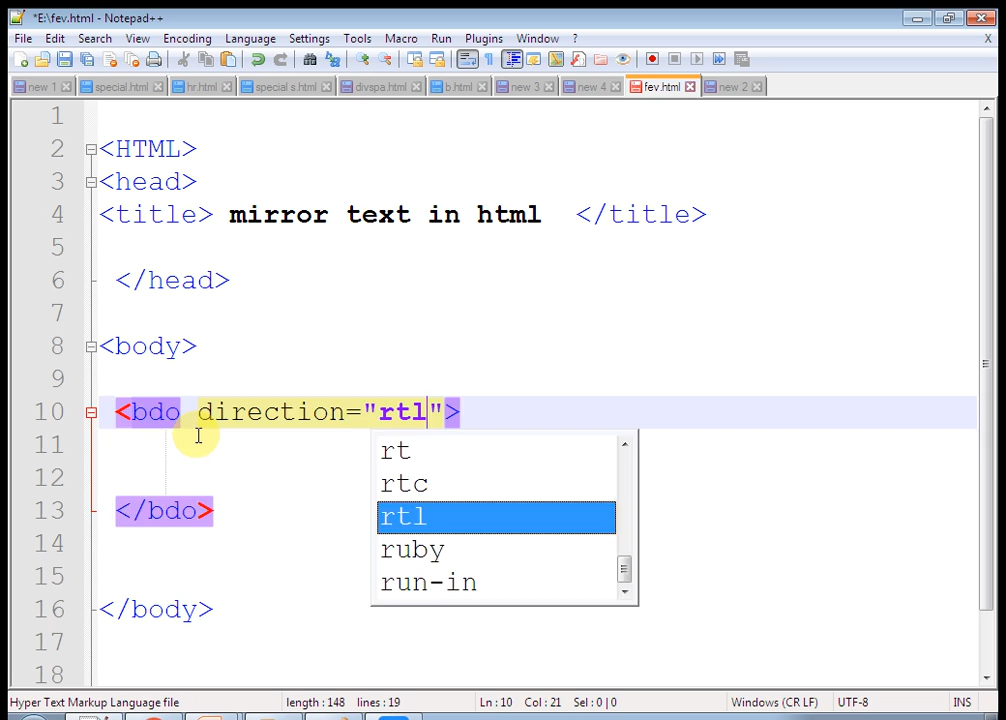 *E:\fev.html - Notepad++
File Edit Search View Encoding Language Settings Tools Macro Run Plugins Window ? X
new 1 special.html hr.html special s.html divspa.html b.html new 3 new 4 fev.html new 2
1
2 <HTML>
3 <head>
4 <title> mirror text in html </title>
5
6 </head>
7
8 <body>
9
10 <bdo direction="rtl">
11 rt
12 rtc
13 </bdo> rtl
14 ruby
15 run-in
16 </body>
17
18
Hyper Text Markup Language file length : 148 lines : 19 Ln : 10 Col : 21 Sel : 0 | 0 Windows (CR LF) UTF-8 INS